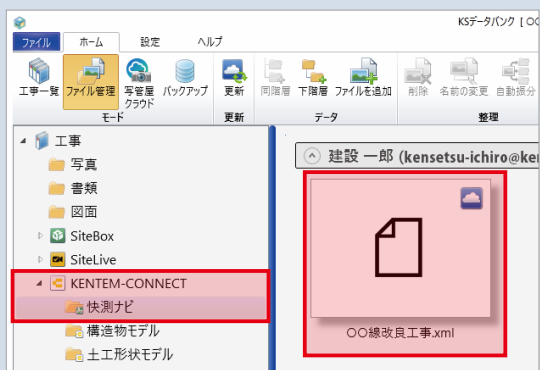 KSデータバンク [ 〇〇
ファイル ホーム 設定 ヘルプ
工事一覧 ファイル管理 写管屋クラウド バックアップ 更新 同階層 下階層 ファイルを追加 削除 名前の変更 自動振分
モード 更新 データ 整理
工事
写真
書類
図面
SiteBox
SiteLive
KENTEM-CONNECT
快測ナビ
構造物モデル
土工形状モデル
建設 一郎 (kensetsu-ichiro@ke
〇〇線改良工事.xml